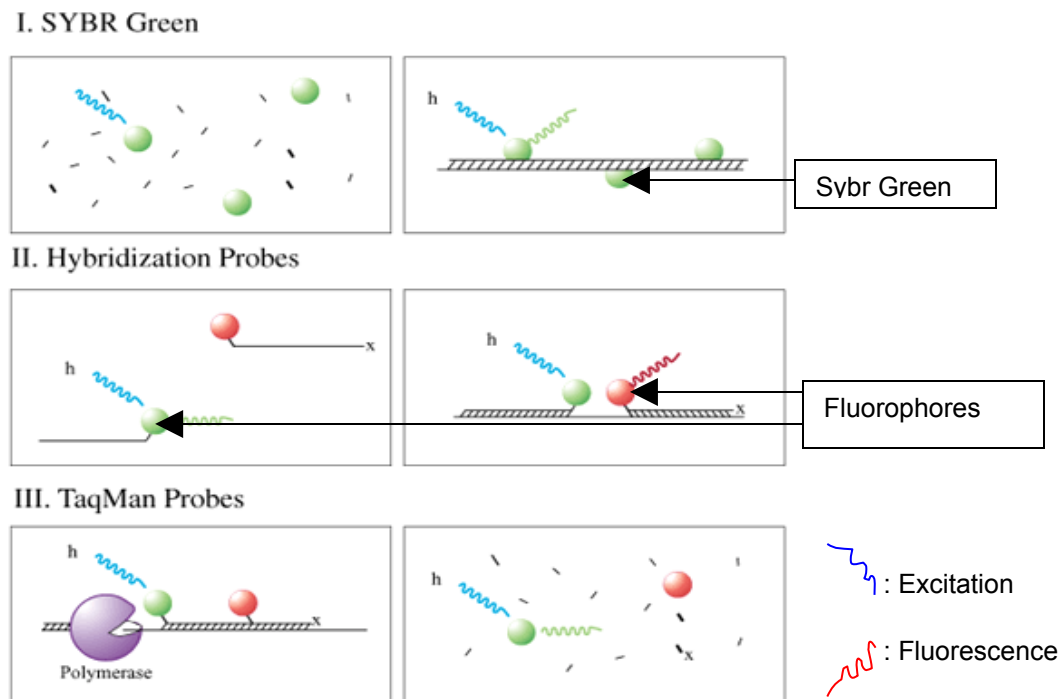 I. SYBR Green
h
Sybr Green
II. Hybridization Probes
x
h
h
x
Fluorophores
III. TaqMan Probes
h
x
Polymerase
h
x
: Excitation
: Fluorescence